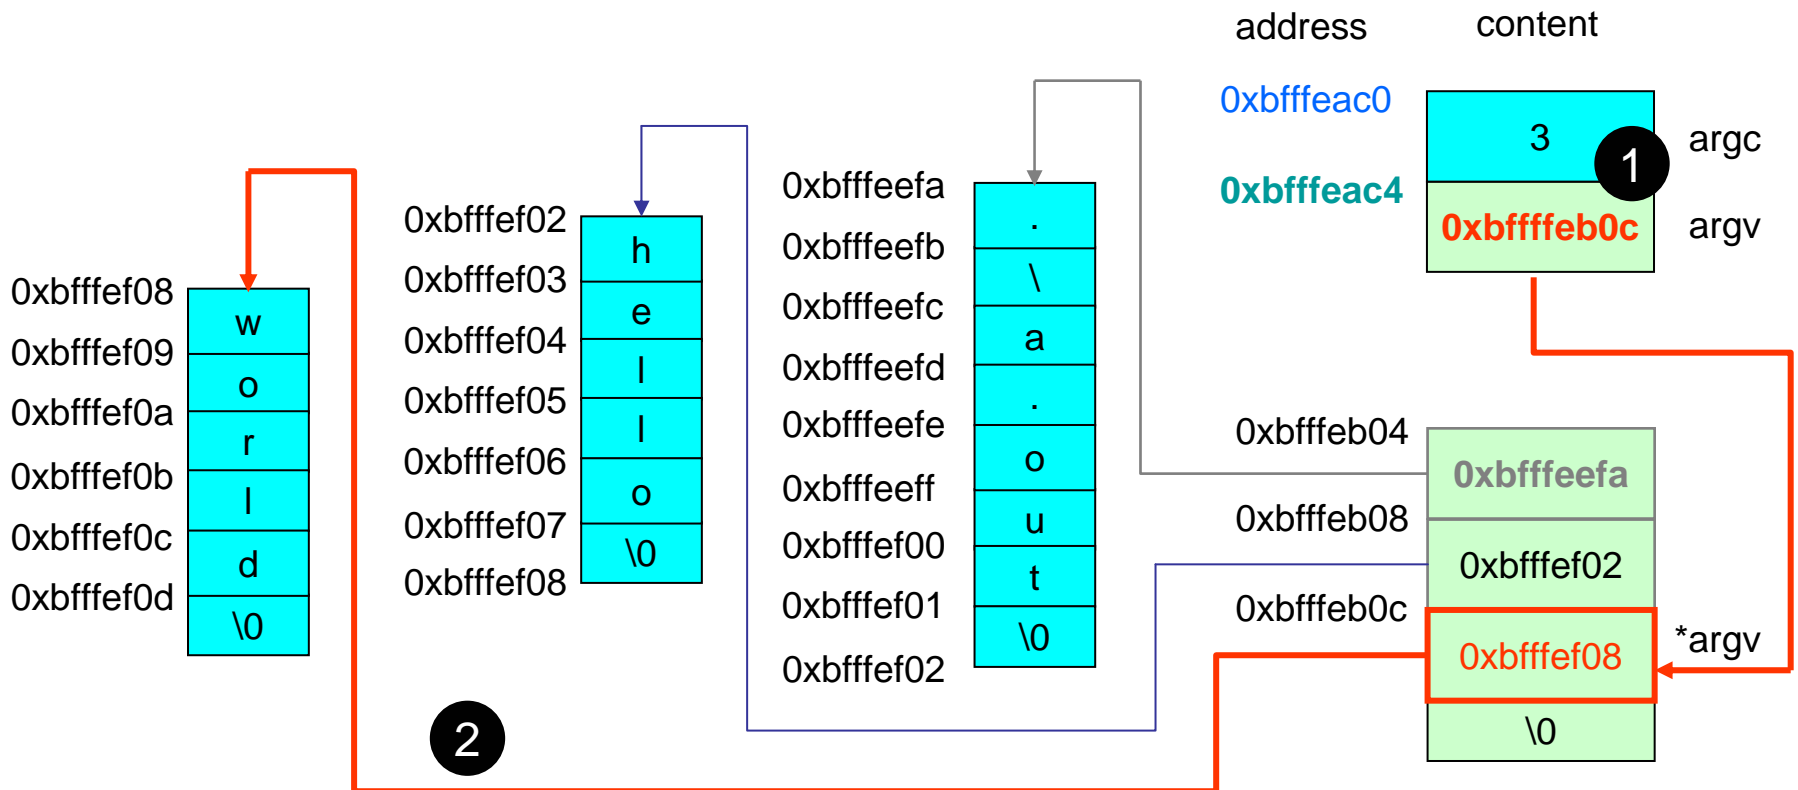 address content
0xbfffeac0 3 argc
1
0xbfffeac4 0xbffffeb0c argv
0xbfffef08 w
0xbfffef09 o
0xbfffef0a r
0xbfffef0b l
0xbfffef0c d
0xbfffef0d \0
0xbfffef02 h
0xbfffef03 e
0xbfffef04 l
0xbfffef05 l
0xbfffef06 o
0xbfffef07 \0
0xbfffef08
0xbfffeefa .
0xbfffeefb \
0xbfffeefc a
0xbfffeefd .
0xbfffeefe o
0xbfffeeff u
0xbfffef00 t
0xbfffef01 \0
0xbfffef02
0xbfffeb04 0xbfffeefa
0xbfffeb08 0xbfffef02
0xbfffeb0c 0xbfffef08 *argv
\0
2